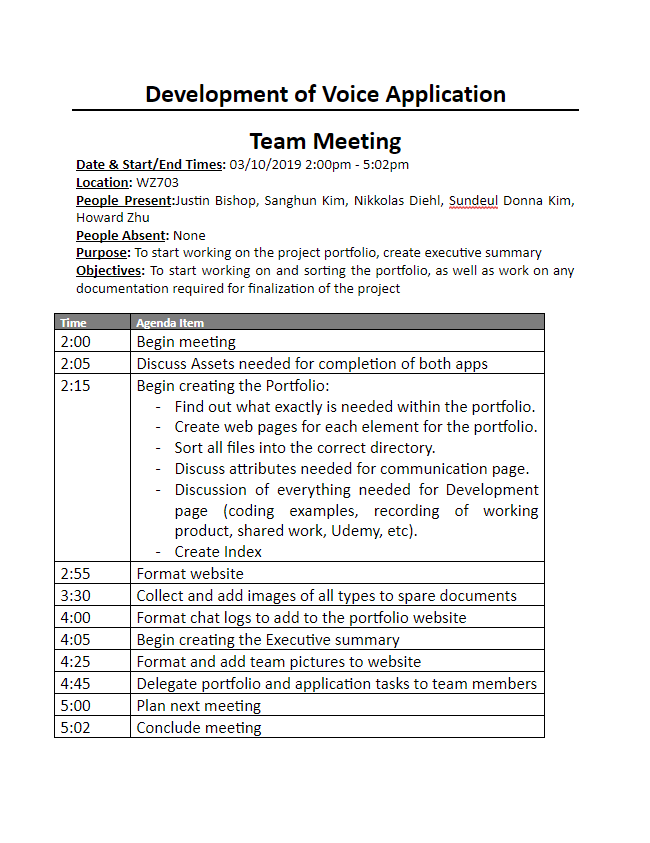 Development of Voice Application
Team Meeting
Date & Start/End Times: 03/10/2019 2:00pm - 5:02pm
Location: WZ703
People Present:Justin Bishop, Sanghun Kim, Nikkolas Diehl, Sundeul Donna Kim,
Howard Zhu
People Absent: None
Purpose: To start working on the project portfolio, create executive summary
Objectives: To start working on and sorting the portfolio, as well as work on any
documentation required for finalization of the project
Time Agenda Item
2:00 Begin meeting
2:05 Discuss Assets needed for completion of both apps
2:15 Begin creating the Portfolio:
- Find out what exactly is needed within the portfolio.
- Create web pages for each element for the portfolio.
- Sort all files into the correct directory.
- Discuss attributes needed for communication page.
- Discussion of everything needed for Development
page (coding examples, recording of working
product, shared work, Udemy, etc).
- Create Index
2:55 Format website
3:30 Collect and add images of all types to spare documents
4:00 Format chat logs to add to the portfolio website
4:05 Begin creating the Executive summary
4:25 Format and add team pictures to website
4:45 Delegate portfolio and application tasks to team members
5:00 Plan next meeting
5:02 Conclude meeting